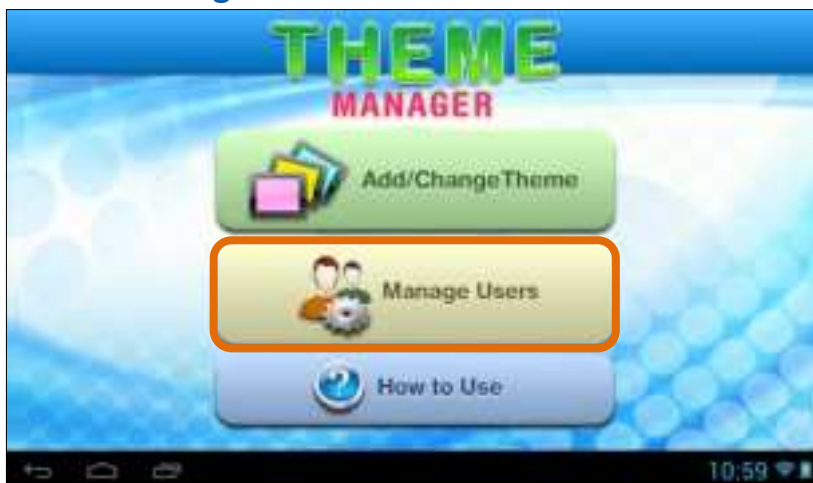 THEME
MANAGER
Add/ChangeTheme
Manage Users
How to Use
10:59